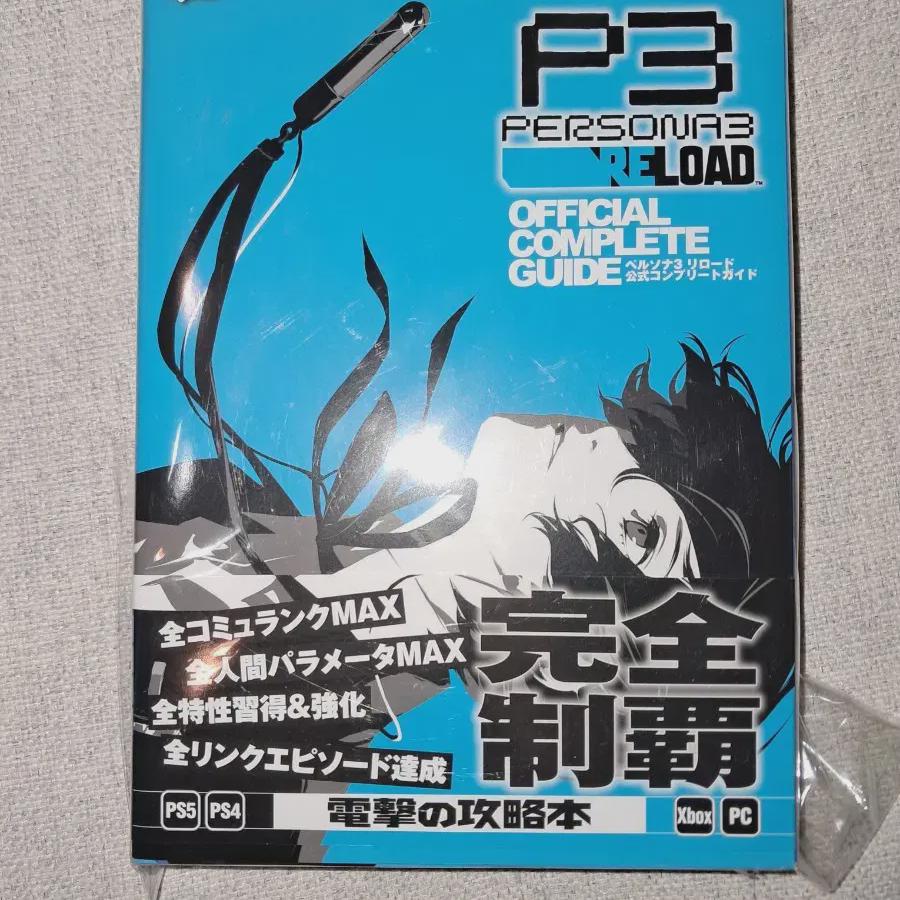 P3
PERSONA3
RELOAD™
OFFICIAL
COMPLETE
GUIDE
ペルソナ3 リロード
公式コンプリートガイド
全コミュランクMAX
全人間パラメータMAX
全特性習得&強化
全リンクエピソード達成
完全
制覇
PS5 PS4 電撃の攻略本 Xbox PC